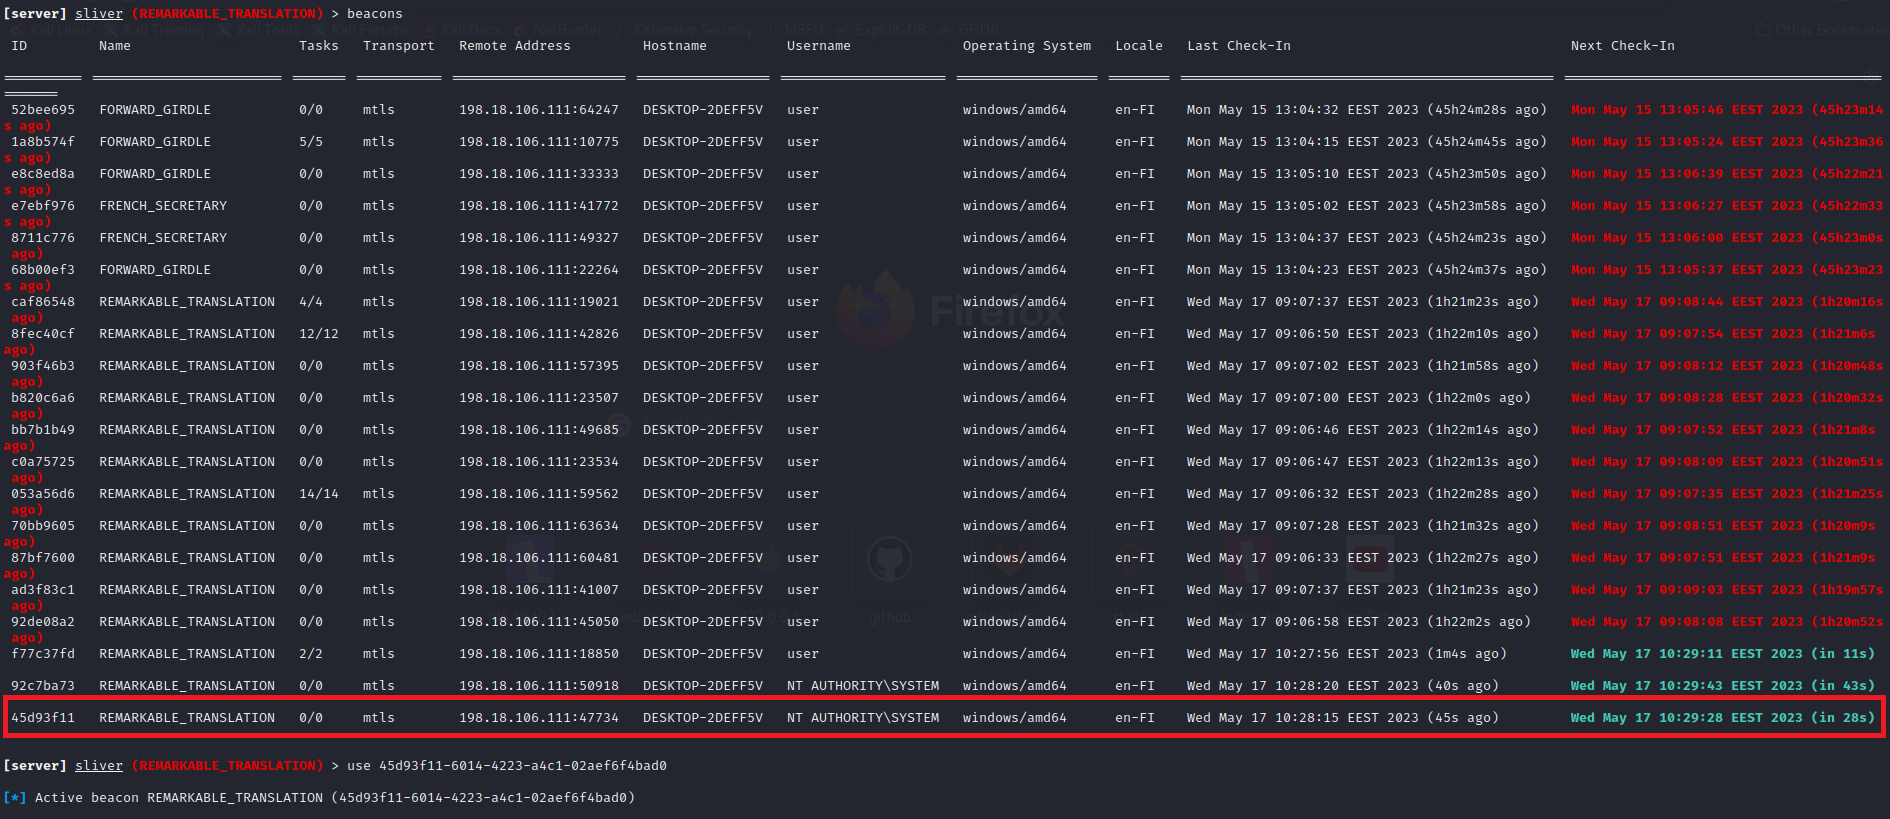 [server] sliver (REMARKABLE_TRANSLATION) > beacons
Kali Linux Kali Training Kali Tools Kali Forums Kali Docs NetHunter Offensive Security MSFU Exploit-DB GHDB Other Bookmarks
ID Name Tasks Transport Remote Address Hostname Username Operating System Locale Last Check-In Next Check-In
52bee695 FORWARD_GIRDLE 0/0 mtls 198.18.106.111:64247 DESKTOP-2DEFF5V user windows/amd64 en-FI Mon May 15 13:04:32 EEST 2023 (45h24m28s ago) Mon May 15 13:05:46 EEST 2023 (45h23m14
s ago)
1a8b574f FORWARD_GIRDLE 5/5 mtls 198.18.106.111:10775 DESKTOP-2DEFF5V user windows/amd64 en-FI Mon May 15 13:04:15 EEST 2023 (45h24m45s ago) Mon May 15 13:05:24 EEST 2023 (45h23m36
s ago)
e8c8ed8a FORWARD_GIRDLE 0/0 mtls 198.18.106.111:33333 DESKTOP-2DEFF5V user windows/amd64 en-FI Mon May 15 13:05:10 EEST 2023 (45h23m50s ago) Mon May 15 13:06:39 EEST 2023 (45h22m21
s ago)
e7ebf976 FRENCH_SECRETARY 0/0 mtls 198.18.106.111:41772 DESKTOP-2DEFF5V user windows/amd64 en-FI Mon May 15 13:05:02 EEST 2023 (45h23m58s ago) Mon May 15 13:06:27 EEST 2023 (45h22m33
s ago)
8711c776 FRENCH_SECRETARY 0/0 mtls 198.18.106.111:49327 DESKTOP-2DEFF5V user windows/amd64 en-FI Mon May 15 13:04:37 EEST 2023 (45h24m23s ago) Mon May 15 13:06:00 EEST 2023 (45h23m0s
ago)
68b00ef3 FORWARD_GIRDLE 0/0 mtls 198.18.106.111:22264 DESKTOP-2DEFF5V user windows/amd64 en-FI Mon May 15 13:04:23 EEST 2023 (45h24m37s ago) Mon May 15 13:05:37 EEST 2023 (45h23m23
s ago)
caf86548 REMARKABLE_TRANSLATION 4/4 mtls 198.18.106.111:19021 DESKTOP-2DEFF5V user windows/amd64 en-FI Wed May 17 09:07:37 EEST 2023 (1h21m23s ago) Wed May 17 09:08:44 EEST 2023 (1h20m16s
ago)
Firefox
8fec40cf REMARKABLE_TRANSLATION 12/12 mtls 198.18.106.111:42826 DESKTOP-2DEFF5V user windows/amd64 en-FI Wed May 17 09:06:50 EEST 2023 (1h22m10s ago) Wed May 17 09:07:54 EEST 2023 (1h21m6s
ago)
903f46b3 REMARKABLE_TRANSLATION 0/0 mtls 198.18.106.111:57395 DESKTOP-2DEFF5V user windows/amd64 en-FI Wed May 17 09:07:02 EEST 2023 (1h21m58s ago) Wed May 17 09:08:12 EEST 2023 (1h20m48s
ago)
b820c6a6 REMARKABLE_TRANSLATION 0/0 mtls 198.18.106.111:23507 DESKTOP-2DEFF5V user windows/amd64 en-FI Wed May 17 09:07:00 EEST 2023 (1h22m0s ago) Wed May 17 09:08:28 EEST 2023 (1h20m32s
ago)
bb7b1b49 REMARKABLE_TRANSLATION 0/0 mtls 198.18.106.111:49685 DESKTOP-2DEFF5V user windows/amd64 en-FI Wed May 17 09:06:46 EEST 2023 (1h22m14s ago) Wed May 17 09:07:52 EEST 2023 (1h21m8s
ago)
c0a75725 REMARKABLE_TRANSLATION 0/0 mtls 198.18.106.111:23534 DESKTOP-2DEFF5V user windows/amd64 en-FI Wed May 17 09:06:47 EEST 2023 (1h22m13s ago) Wed May 17 09:08:09 EEST 2023 (1h20m51s
ago)
053a56d6 REMARKABLE_TRANSLATION 14/14 mtls 198.18.106.111:59562 DESKTOP-2DEFF5V user windows/amd64 en-FI Wed May 17 09:06:32 EEST 2023 (1h22m28s ago) Wed May 17 09:07:35 EEST 2023 (1h21m25s
ago)
70bb9605 REMARKABLE_TRANSLATION 0/0 mtls 198.18.106.111:63634 DESKTOP-2DEFF5V user windows/amd64 en-FI Wed May 17 09:07:28 EEST 2023 (1h21m32s ago) Wed May 17 09:08:51 EEST 2023 (1h20m9s
ago)
87bf7600 REMARKABLE_TRANSLATION 0/0 mtls 198.18.106.111:60481 DESKTOP-2DEFF5V user windows/amd64 en-FI Wed May 17 09:06:33 EEST 2023 (1h22m27s ago) Wed May 17 09:07:51 EEST 2023 (1h21m9s
ago)
ad3f83c1 REMARKABLE_TRANSLATION 0/0 mtls 198.18.106.111:41007 DESKTOP-2DEFF5V user windows/amd64 en-FI Wed May 17 09:07:37 EEST 2023 (1h21m23s ago) Wed May 17 09:09:03 EEST 2023 (1h19m57s
ago)
github
92de08a2 REMARKABLE_TRANSLATION 0/0 mtls 198.18.106.111:45050 DESKTOP-2DEFF5V user windows/amd64 en-FI Wed May 17 09:06:58 EEST 2023 (1h22m2s ago) Wed May 17 09:08:08 EEST 2023 (1h20m52s
ago)
f77c37fd REMARKABLE_TRANSLATION 2/2 mtls 198.18.106.111:18850 DESKTOP-2DEFF5V user windows/amd64 en-FI Wed May 17 10:27:56 EEST 2023 (1m4s ago) Wed May 17 10:29:11 EEST 2023 (in 11s)
92c7ba73 REMARKABLE_TRANSLATION 0/0 mtls 198.18.106.111:50918 DESKTOP-2DEFF5V NT AUTHORITY\SYSTEM windows/amd64 en-FI Wed May 17 10:28:20 EEST 2023 (40s ago) Wed May 17 10:29:43 EEST 2023 (in 43s)
45d93f11 REMARKABLE_TRANSLATION 0/0 mtls 198.18.106.111:47734 DESKTOP-2DEFF5V NT AUTHORITY\SYSTEM windows/amd64 en-FI Wed May 17 10:28:15 EEST 2023 (45s ago) Wed May 17 10:29:28 EEST 2023 (in 28s)
[server] sliver (REMARKABLE_TRANSLATION) > use 45d93f11-6014-4223-a4c1-02aef6f4bad0
[*] Active beacon REMARKABLE_TRANSLATION (45d93f11-6014-4223-a4c1-02aef6f4bad0)